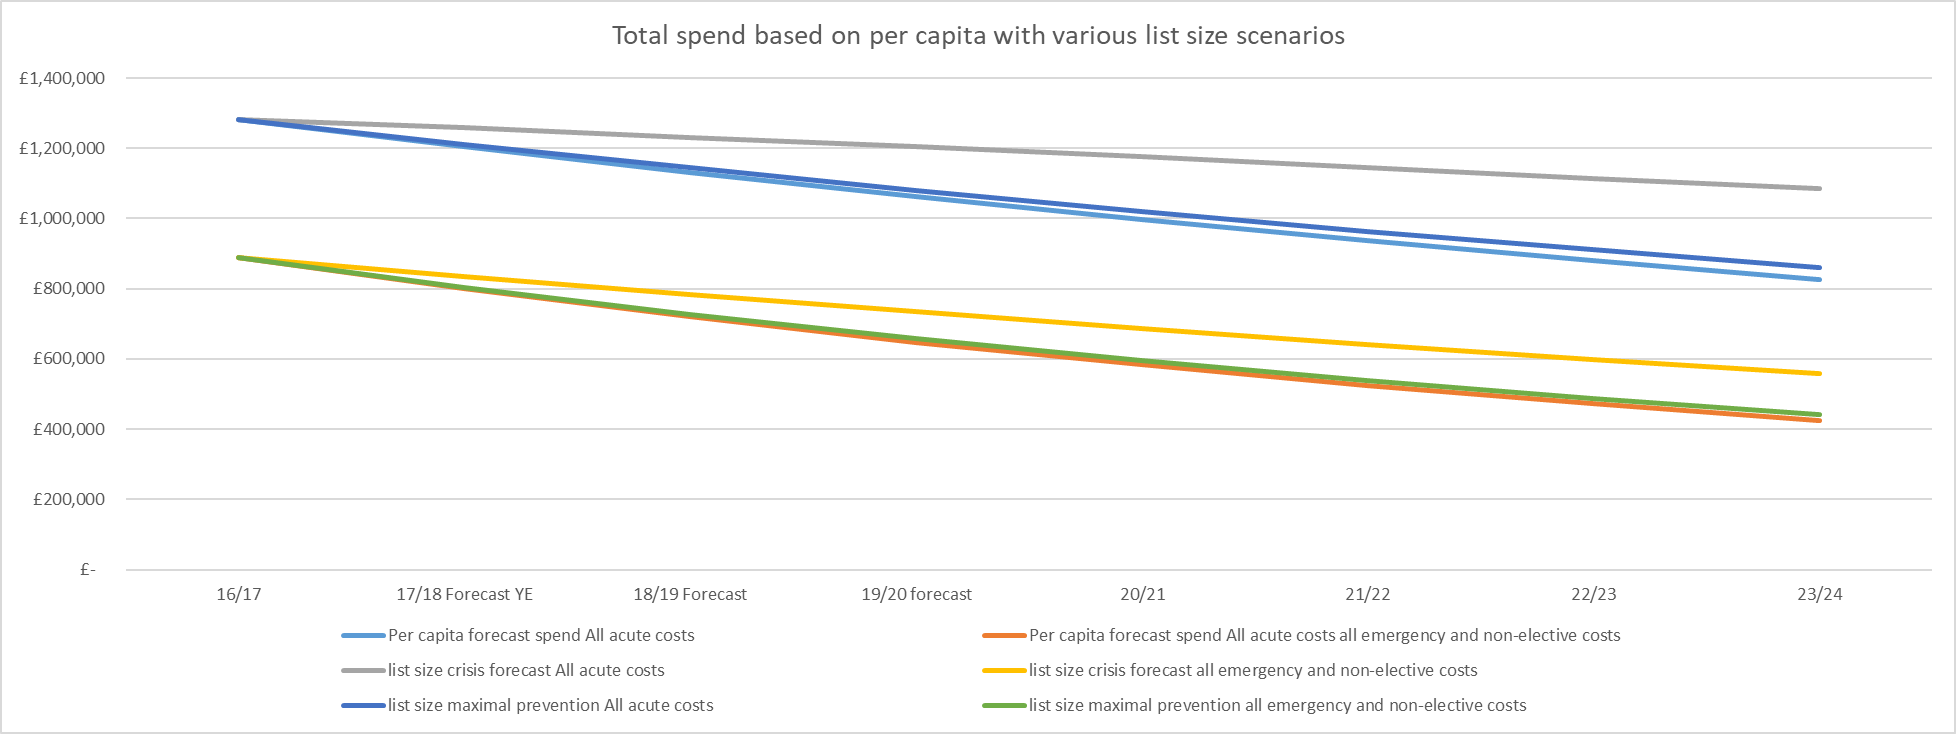 Total spend based on per capita with various list size scenarios
£1,400,000
£1,200,000
£1,000,000
£800,000
£600,000
£400,000
£200,000
£-
16/17 17/18 Forecast YE 18/19 Forecast 19/20 forecast 20/21 21/22 22/23 23/24
Per capita forecast spend All acute costs Per capita forecast spend All acute costs all emergency and non-elective costs
list size crisis forecast All acute costs list size crisis forecast all emergency and non-elective costs
list size maximal prevention All acute costs list size maximal prevention all emergency and non-elective costs